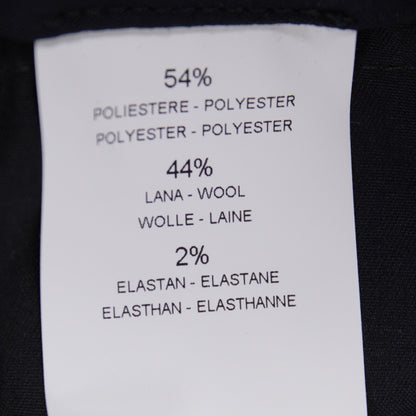 54%
POLIESTERE - POLYESTER
POLYESTER - POLYESTER
44%
LANA - WOOL
WOLLE - LAINE
2%
ELASTAN - ELASTANE
ELASTHAN - ELASTHANNE